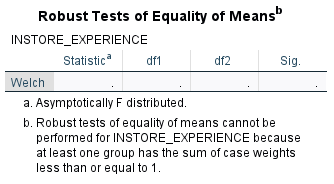 Robust Tests of Equality of Meansb
INSTORE_EXPERIENCE
Statistica df1 df2 Sig.
Welch . . . .
a. Asymptotically F distributed.
b. Robust tests of equality of means cannot be
performed for INSTORE_EXPERIENCE because
at least one group has the sum of case weights
less than or equal to 1.